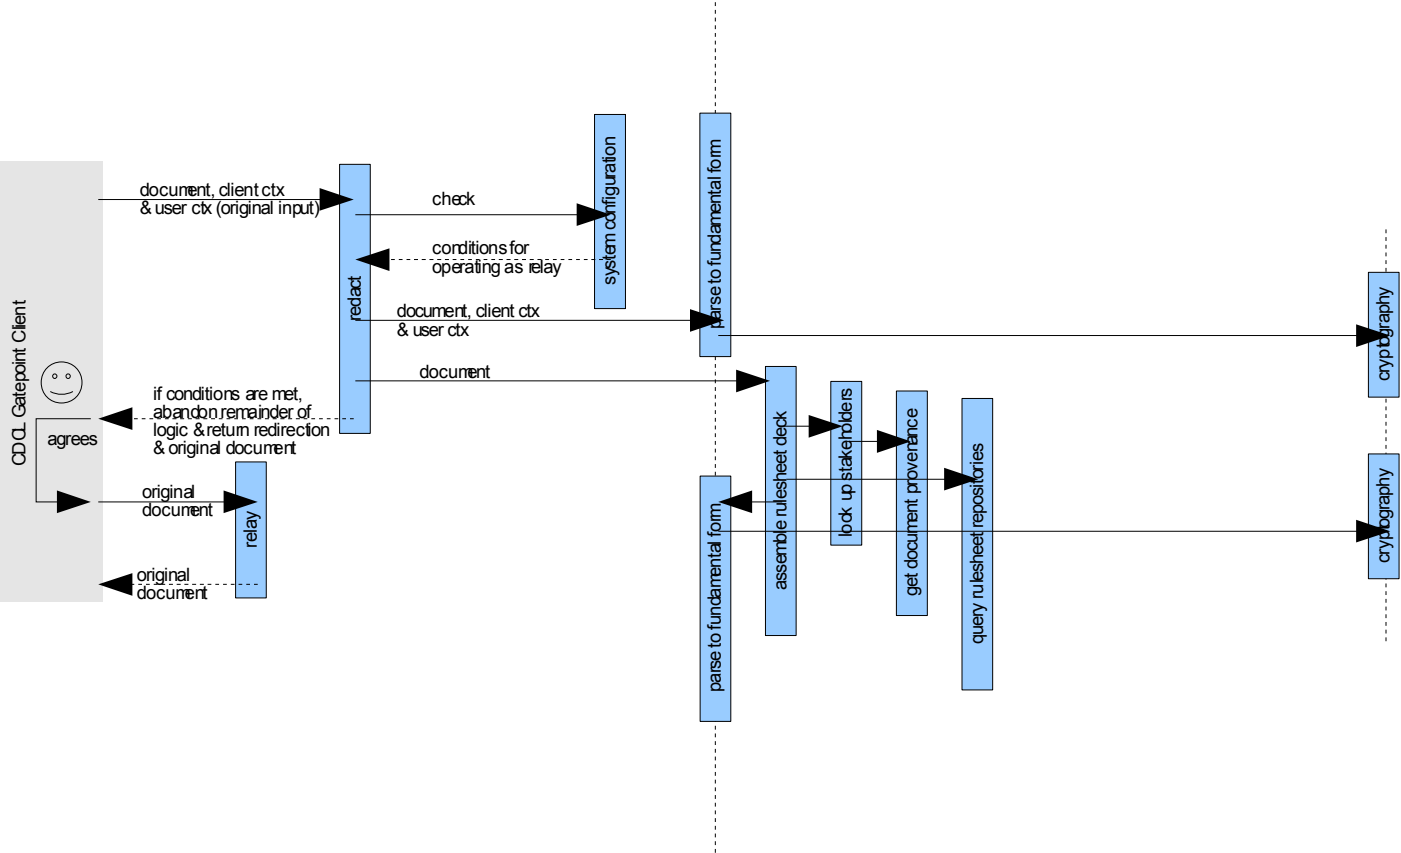 CDCL Gatepoint Client
agrees
document, client ctx
& user ctx (original input)
redact
check
conditions for
operating as relay
system configuration
document, client ctx
& user ctx
parse to fundamental form
cryptography
document
if conditions are met,
abandon remainder of
logic & return redirection
& original document
original
document
relay
original
document
assemble rulesheet deck
look up stakeholders
get document provenance
query rulesheet repositories
parse to fundamental form
cryptography